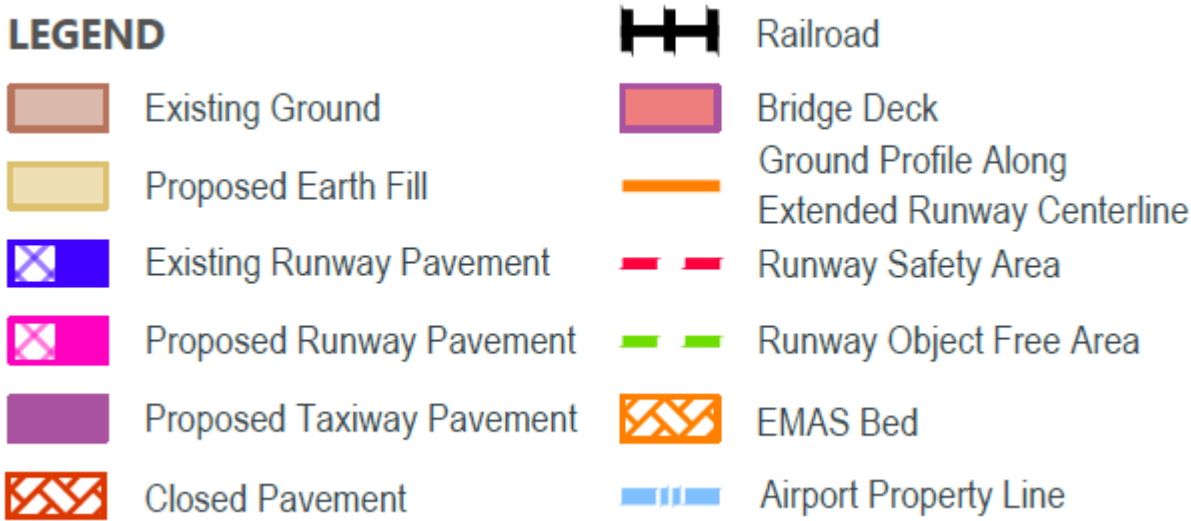 LEGEND
Existing Ground
Proposed Earth Fill
Existing Runway Pavement
Proposed Runway Pavement
Proposed Taxiway Pavement
Closed Pavement
Railroad
Bridge Deck
Ground Profile Along
Extended Runway Centerline
Runway Safety Area
Runway Object Free Area
EMAS Bed
Airport Property Line